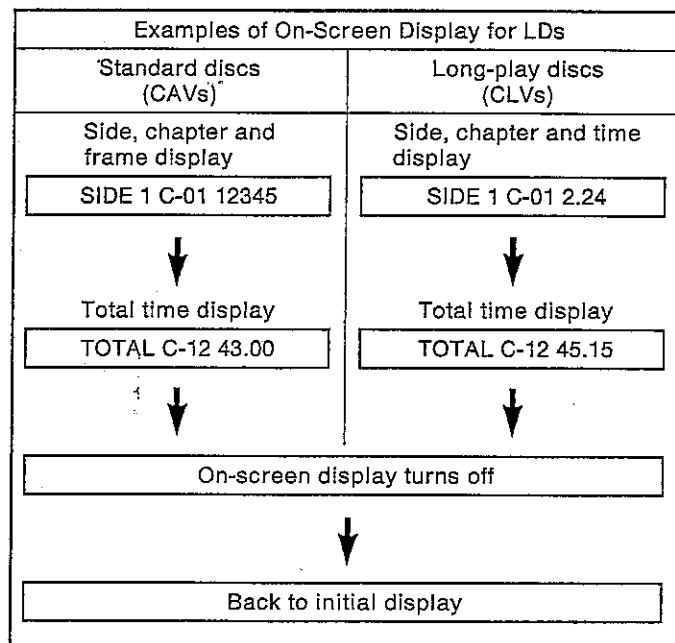 Examples of On-Screen Display for LDs
Standard discs
(CAVs)
Side, chapter and
frame display
SIDE 1 C-01 12345
Total time display
TOTAL C-12 43.00
Long-play discs
(CLVs)
Side, chapter and time
display
SIDE 1 C-01 2.24
Total time display
TOTAL C-12 45.15
On-screen display turns off
Back to initial display